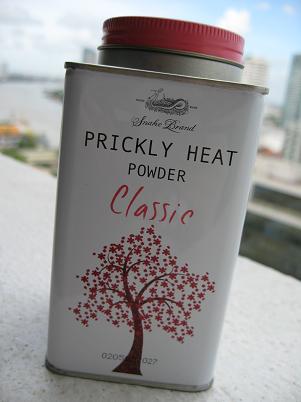 Snake Brand
PRICKLY HEAT
POWDER
Classic